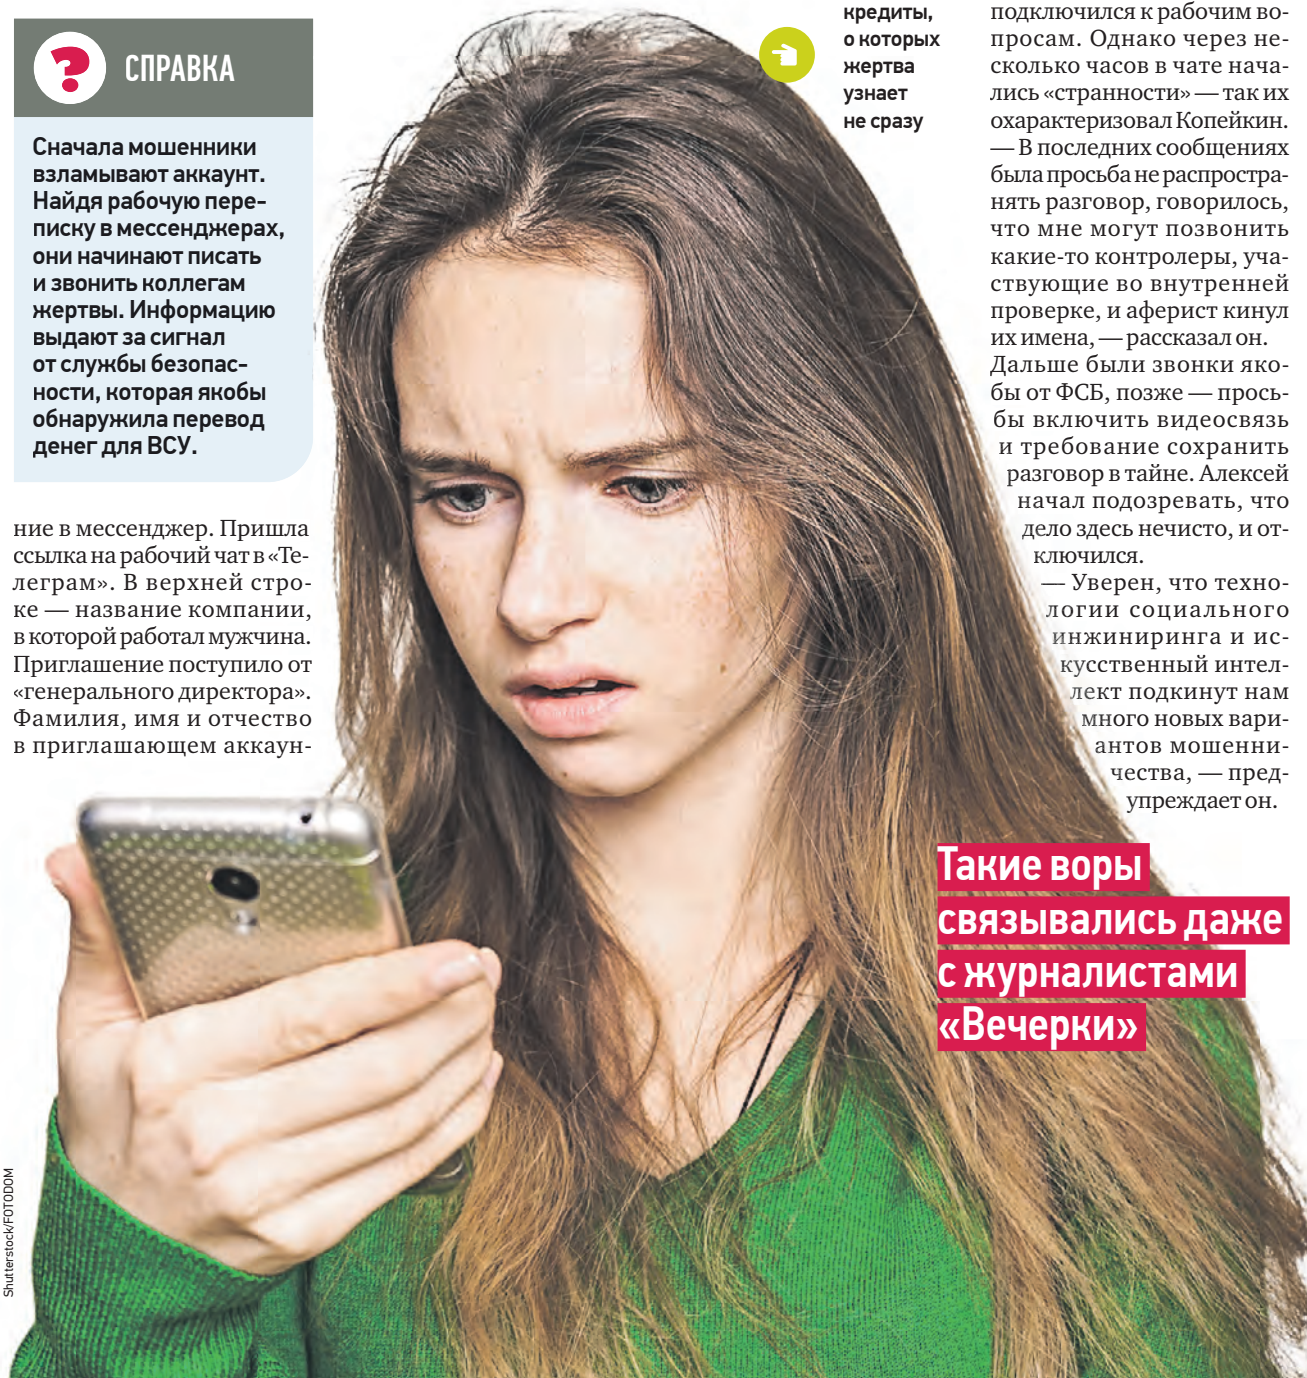 СПРАВКА
Сначала мошенники
взламывают аккаунт.
Найдя рабочую пере-
писку в мессенджерах,
они начинают писать
и звонить коллегам
жертвы. Информацию
выдают за сигнал
от службы безопас-
ности, которая якобы
обнаружила перевод
денег для ВСУ.
ние в мессенджер. Пришла
ссылка на рабочий чат в «Те-
леграм». В верхней стро-
ке — название компании,
в которой работал мужчина.
Приглашение поступило от
«генерального директора».
Фамилия, имя и отчество
в приглашающем аккаун-
кредиты,
о которых
жертва
узнает
не сразу
подключился к рабочим во-
просам. Однако через не-
сколько часов в чате нача-
лись «странности» — так их
охарактеризовал Копейкин.
— В последних сообщениях
была просьба не распростра-
нять разговор, говорилось,
что мне могут позвонить
какие-то контролеры, уча-
ствующие во внутренней
проверке, и аферист кинул
их имена, — рассказал он.
Дальше были звонки яко-
бы от ФСБ, позже — прось-
бы включить видеосвязь
и требование сохранить
разговор в тайне. Алексей
начал подозревать, что
дело здесь нечисто, и от-
ключился.
— Уверен, что техно-
логии социального
инжиниринга и ис-
кусственный интел-
лект подкинут нам
много новых вари-
антов мошенни-
чества, — пред-
упреждает он.
Такие воры
связывались даже
с журналистами
«Вечерки»
Shutterstock/FOTODOM